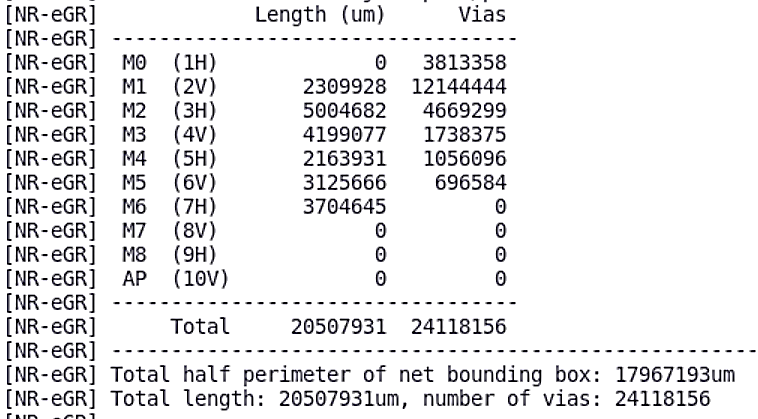 [NR-eGR]             Length (um)      Vias
[NR-eGR] ----------------------------------
[NR-eGR]  M0  (1H)             0   3813358
[NR-eGR]  M1  (2V)       2309928  12144444
[NR-eGR]  M2  (3H)       5004682   4669299
[NR-eGR]  M3  (4V)       4199077   1738375
[NR-eGR]  M4  (5H)       2163931   1056096
[NR-eGR]  M5  (6V)       3125666    696584
[NR-eGR]  M6  (7H)       3704645         0
[NR-eGR]  M7  (8V)             0         0
[NR-eGR]  M8  (9H)             0         0
[NR-eGR]  AP  (10V)            0         0
[NR-eGR] ----------------------------------
[NR-eGR]      Total     20507931  24118156
[NR-eGR] ------------------------------------------------------
[NR-eGR] Total half perimeter of net bounding box: 17967193um
[NR-eGR] Total length: 20507931um, number of vias: 24118156